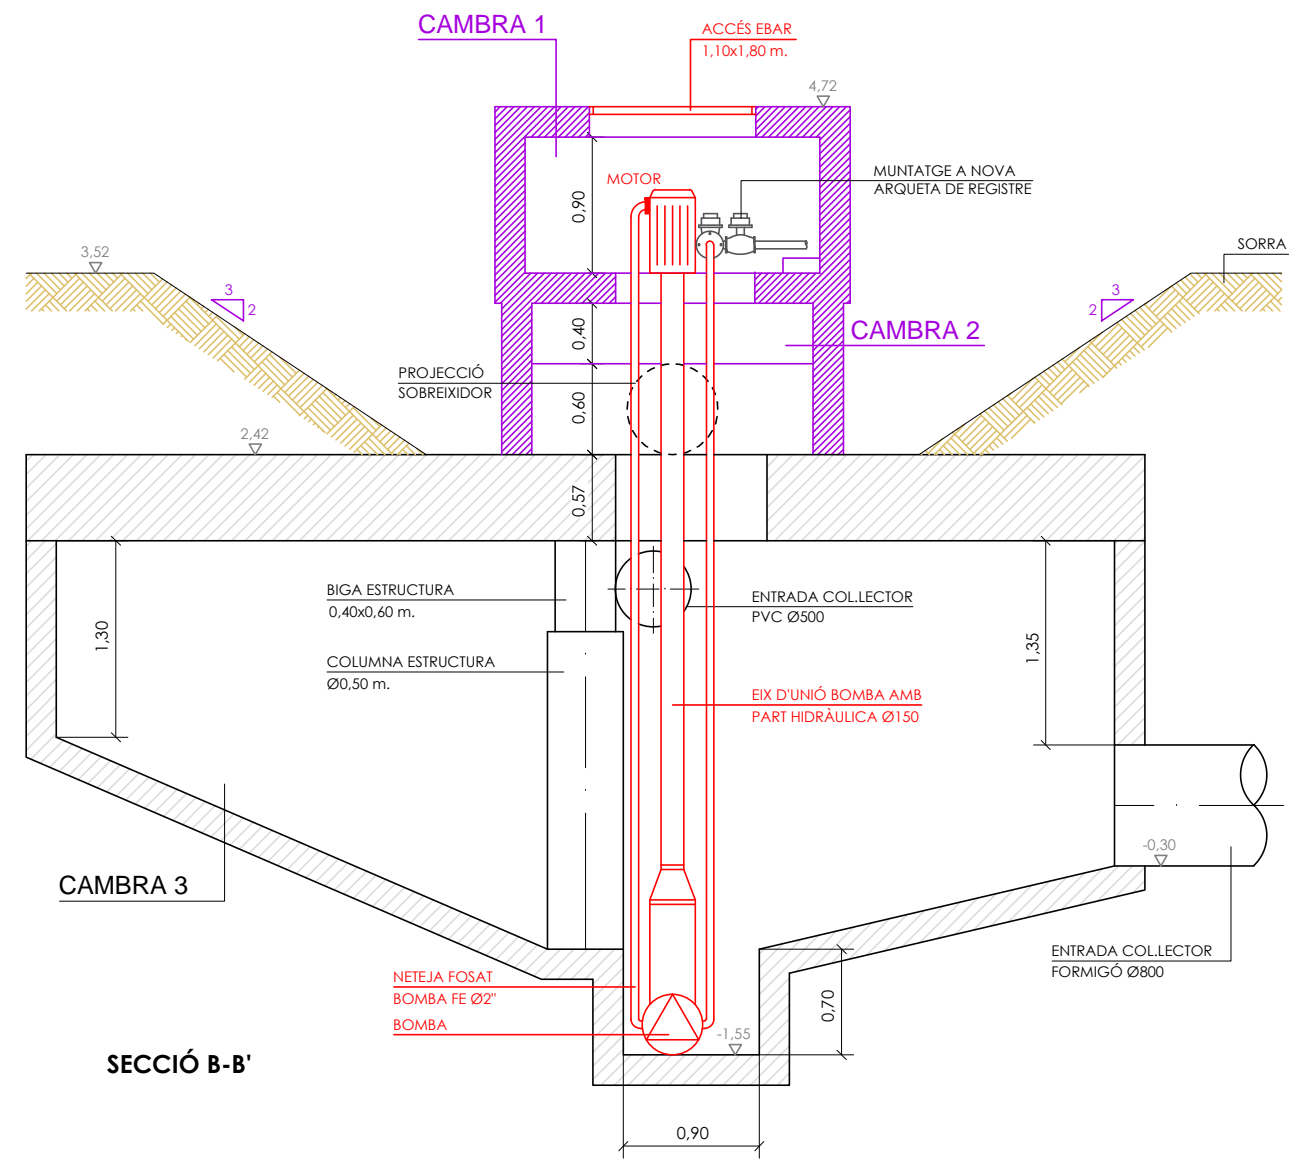 CAMBRA 1
ACCÉS EBAR
1,10x1,80 m.
4,72
MUNTATGE A NOVA
ARQUETA DE REGISTRE
MOTOR
0,90
3,52
SORRA
3
2
3
2
0,40
CAMBRA 2
PROJECCIÓ
SOBREIXIDOR
0,60
2,42
0,57
BIGA ESTRUCTURA
0,40x0,60 m.
ENTRADA COL.LECTOR
PVC Ø500
1,30
1,35
COLUMNA ESTRUCTURA
Ø0,50 m.
EIX D'UNIÓ BOMBA AMB
PART HIDRÀULICA Ø150
-0,30
CAMBRA 3
ENTRADA COL.LECTOR
FORMIGÓ Ø800
NETEJA FOSAT
BOMBA FE Ø2"
BOMBA
0,70
-1,55
SECCIÓ B-B'
0,90